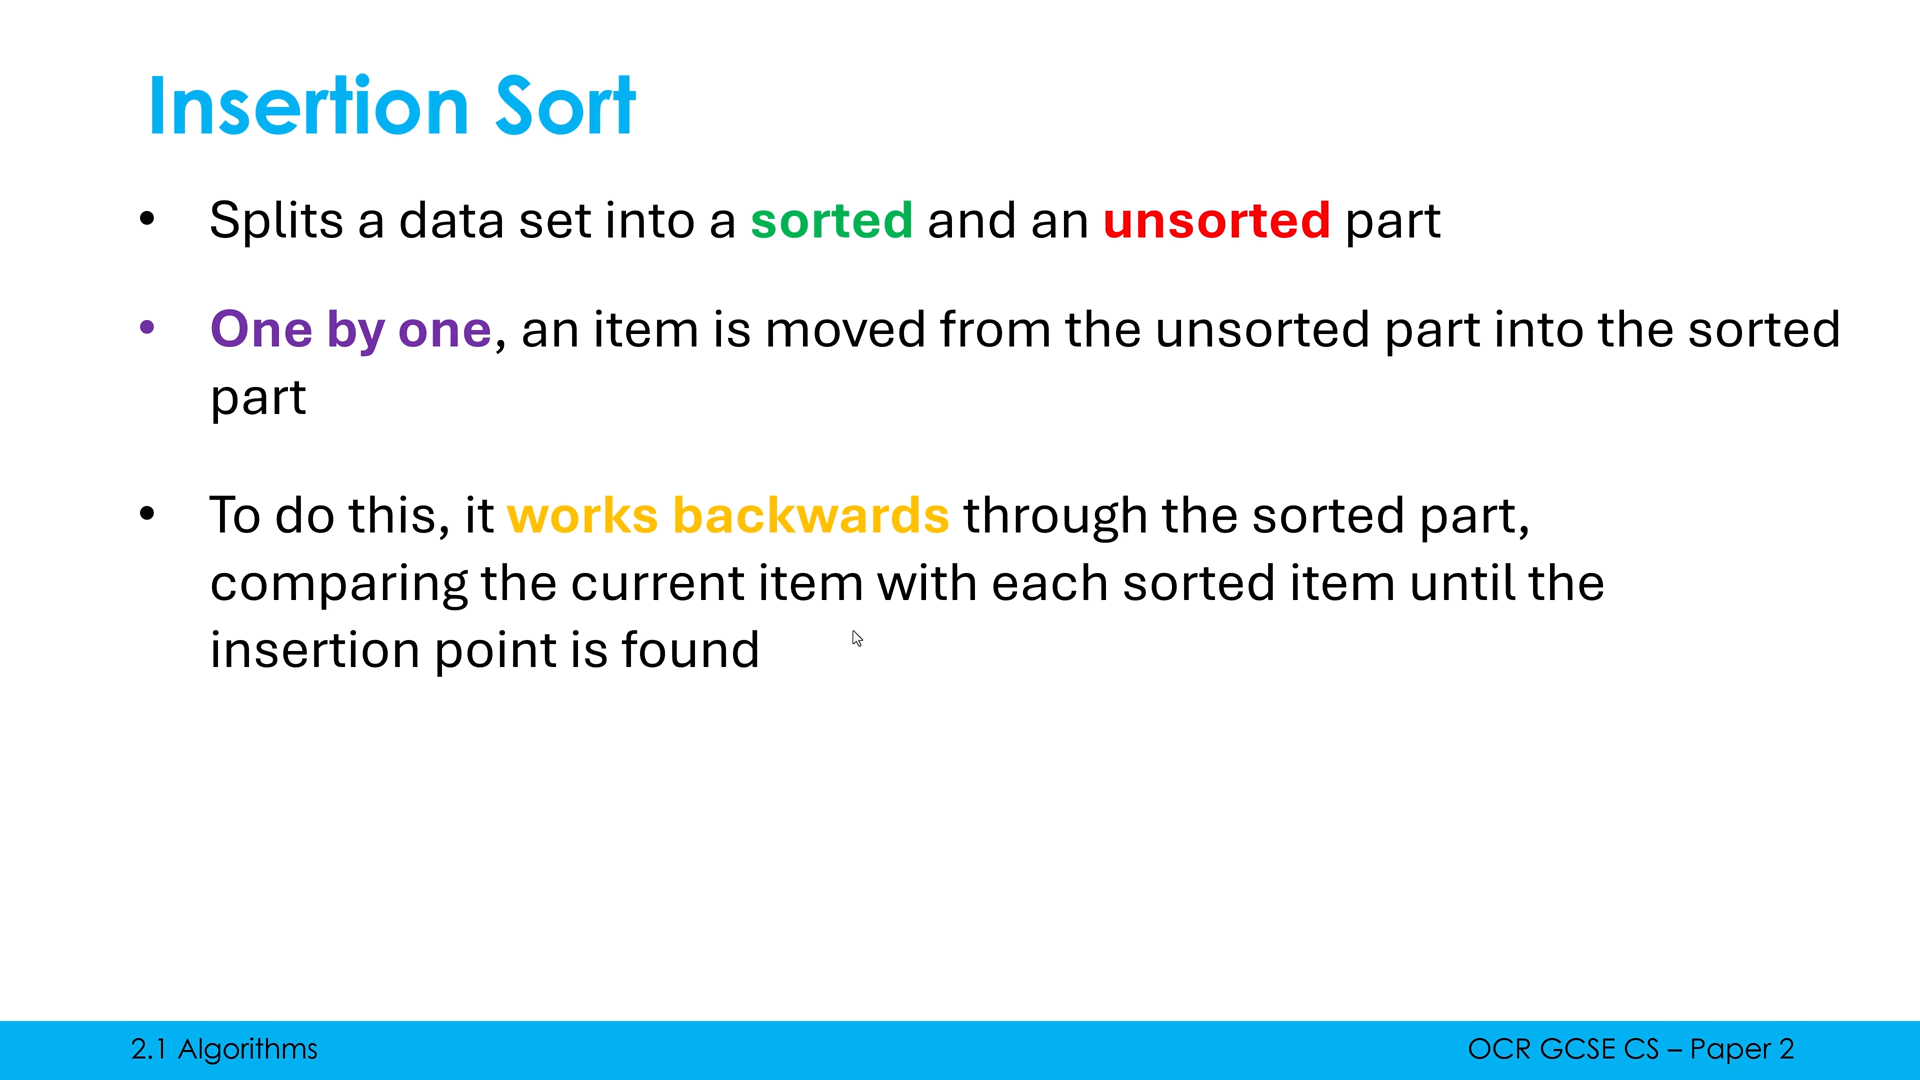 Insertion Sort
• Splits a data set into a sorted and an unsorted part
• One by one, an item is moved from the unsorted part into the sorted
part
• To do this, it works backwards through the sorted part,
comparing the current item with each sorted item until the
insertion point is found
2.1 Algorithms
OCR GCSE CS – Paper 2